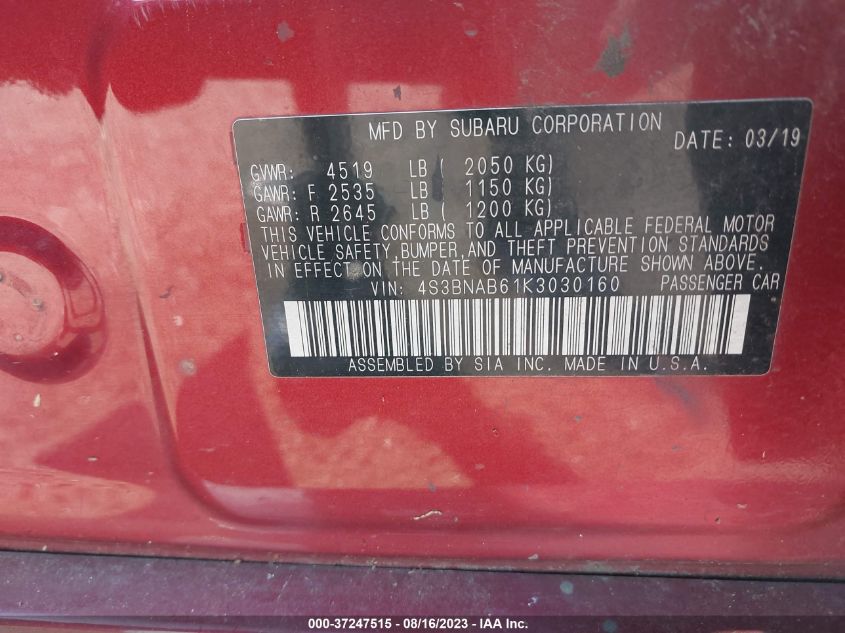 MFD BY SUBARU CORPORATION
DATE: 03/19
GVWR: 4519 LB ( 2050 KG)
GAWR: F 2535 LB ( 1150 KG)
GAWR: R 2645 LB ( 1200 KG)
THIS VEHICLE CONFORMS TO ALL APPLICABLE FEDERAL MOTOR
VEHICLE SAFETY, BUMPER, AND THEFT PREVENTION STANDARDS
IN EFFECT ON THE DATE OF MANUFACTURE SHOWN ABOVE.
VIN: 4S3BNAB61K3030160 PASSENGER CAR
ASSEMBLED BY SIA INC. MADE IN U.S.A.
000-37247515 - 08/16/2023 - IAA Inc.